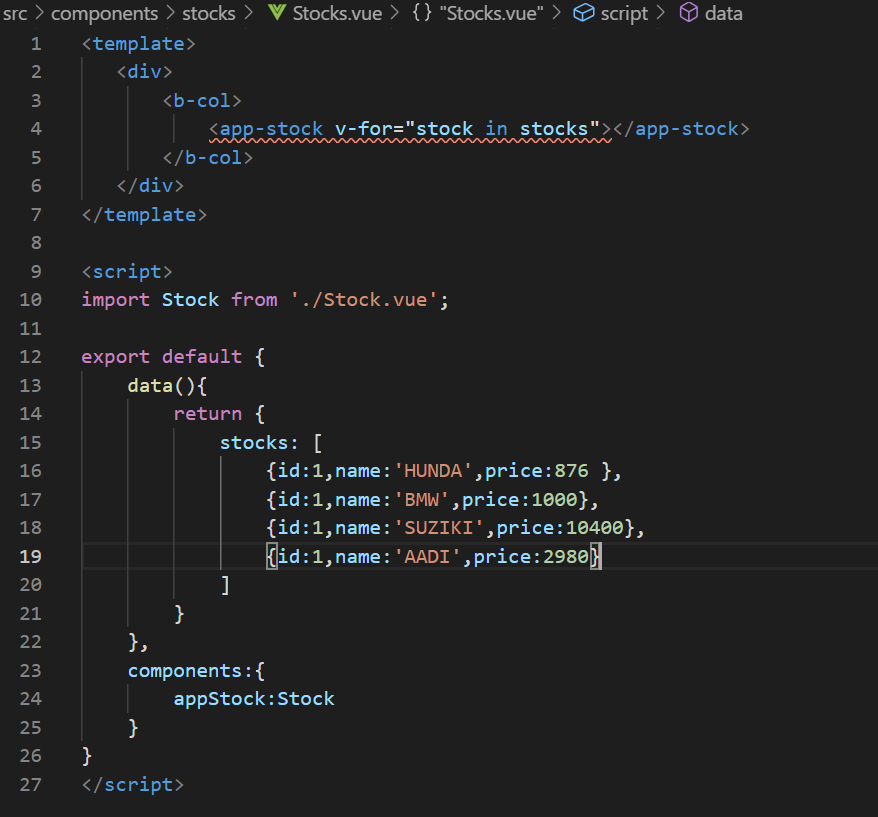 src > components > stocks > Stocks.vue > {} "Stocks.vue" > script > data
1 <template>
2 <div>
3 <b-col>
4 <app-stock v-for="stock in stocks"></app-stock>
5 </b-col>
6 </div>
7 </template>
8
9 <script>
10 import Stock from './Stock.vue';
11
12 export default {
13 data(){
14 return {
15 stocks: [
16 {id:1,name:'HUNDA',price:876 },
17 {id:1,name:'BMW',price:1000},
18 {id:1,name:'SUZIKI',price:10400},
19 {id:1,name:'AADI',price:2980}
20 ]
21 }
22 },
23 components:{
24 appStock:Stock
25 }
26 }
27 </script>